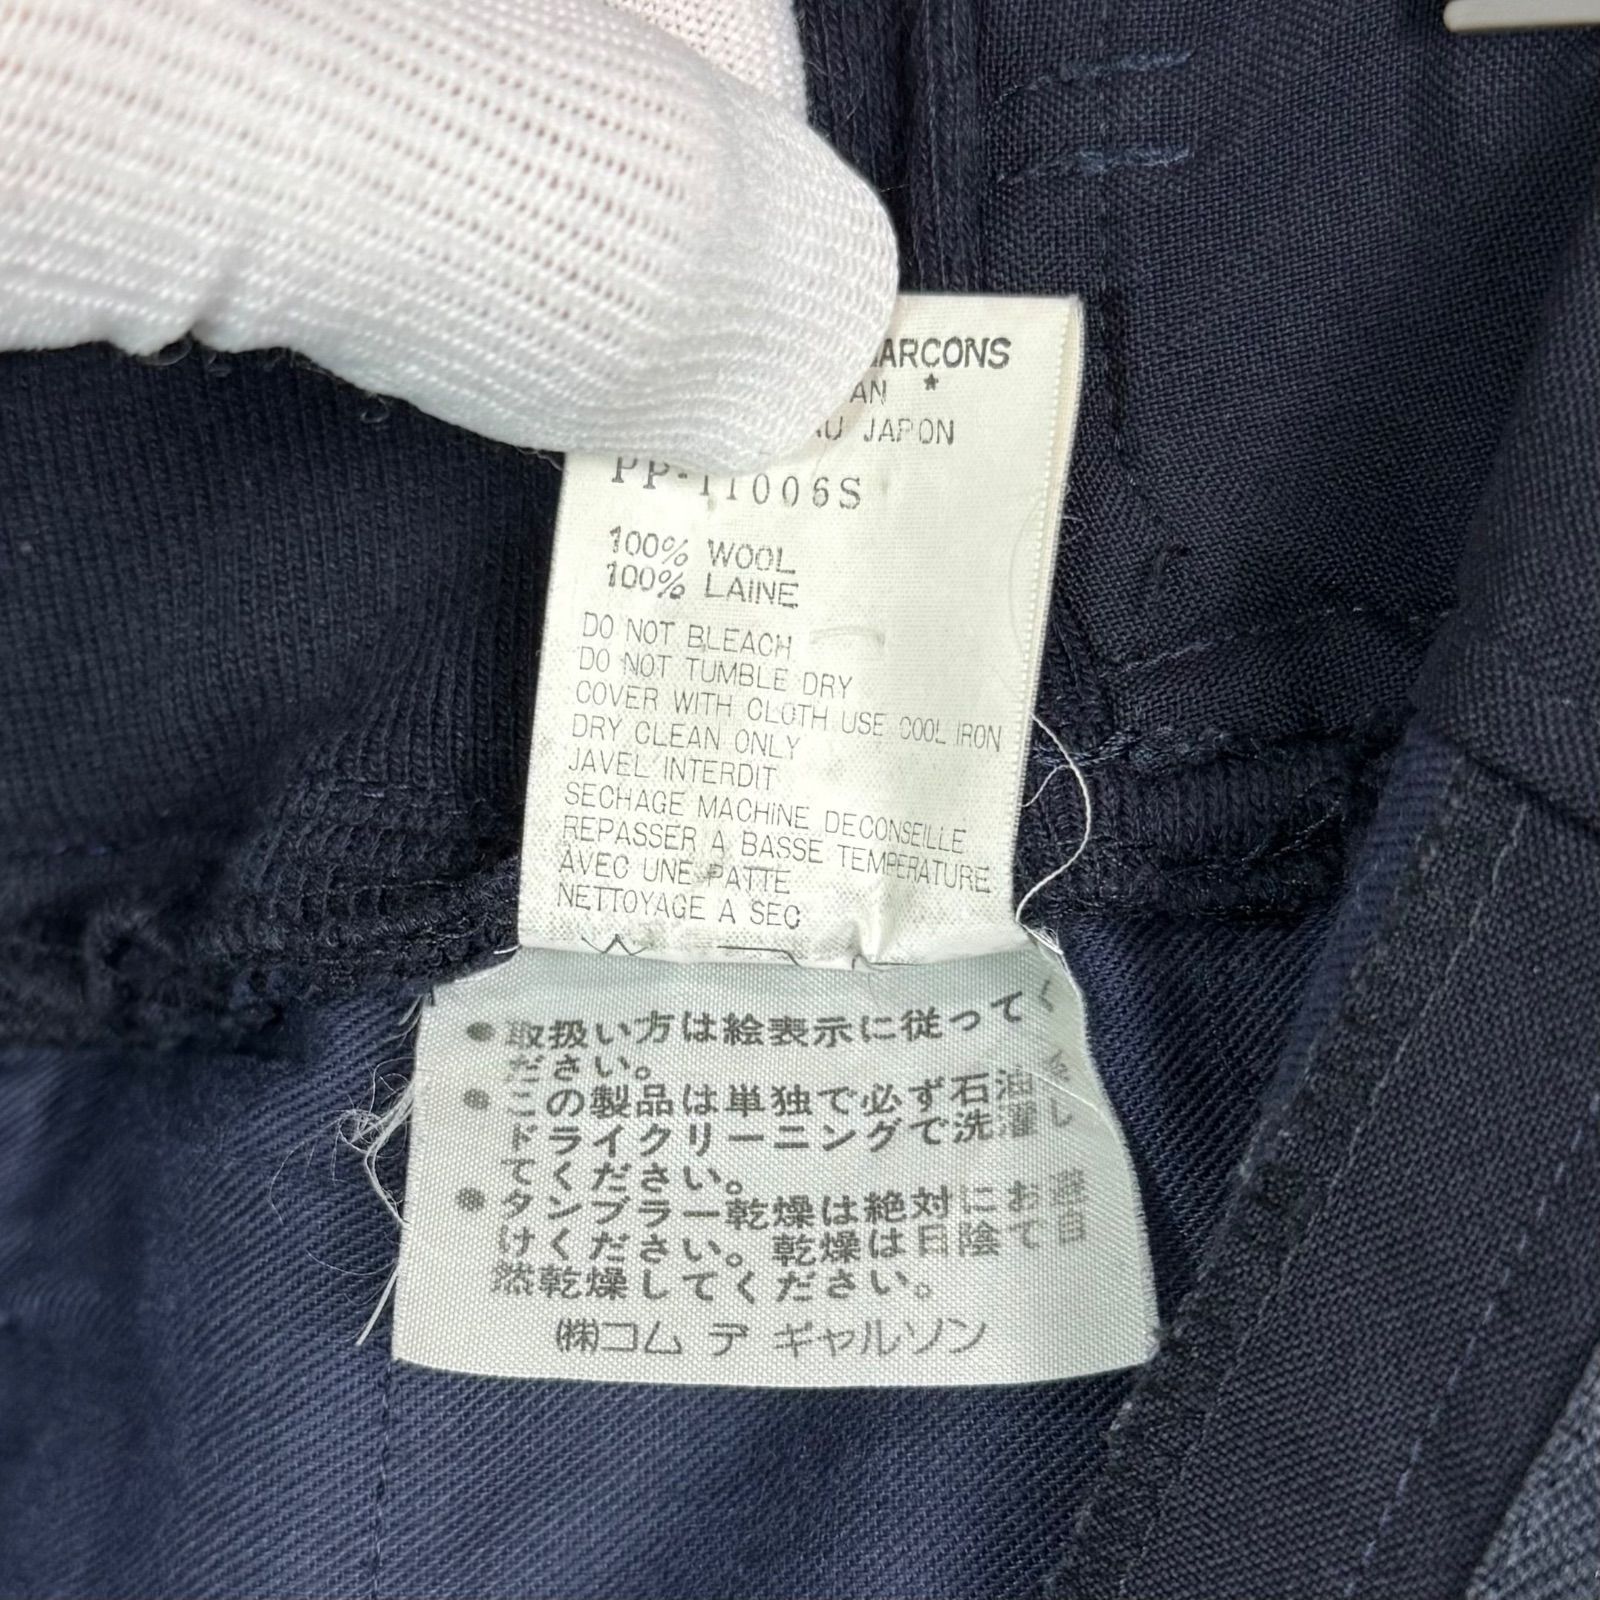 GARCONS
AN *
AU JAPON
PP-11006S
100% WOOL
100% LAINE
DO NOT BLEACH
DO NOT TUMBLE DRY
COVER WITH CLOTH USE COOL IRON
DRY CLEAN ONLY
JAVEL INTERDIT
SECHAGE MACHINE DECONSEILLE
REPASSER A BASSE TEMPERATURE
AVEC UNE PATTE
NETTOYAGE A SEC
●取扱い方は絵表示に従ってく
ださい。
●この製品は単独で必ず石油系
ドライクリーニングで洗濯し
てください。
●タンブラー乾燥は絶対にお避
けください。乾燥は日陰で自
然乾燥してください。
㈱コム デ ギャルソン